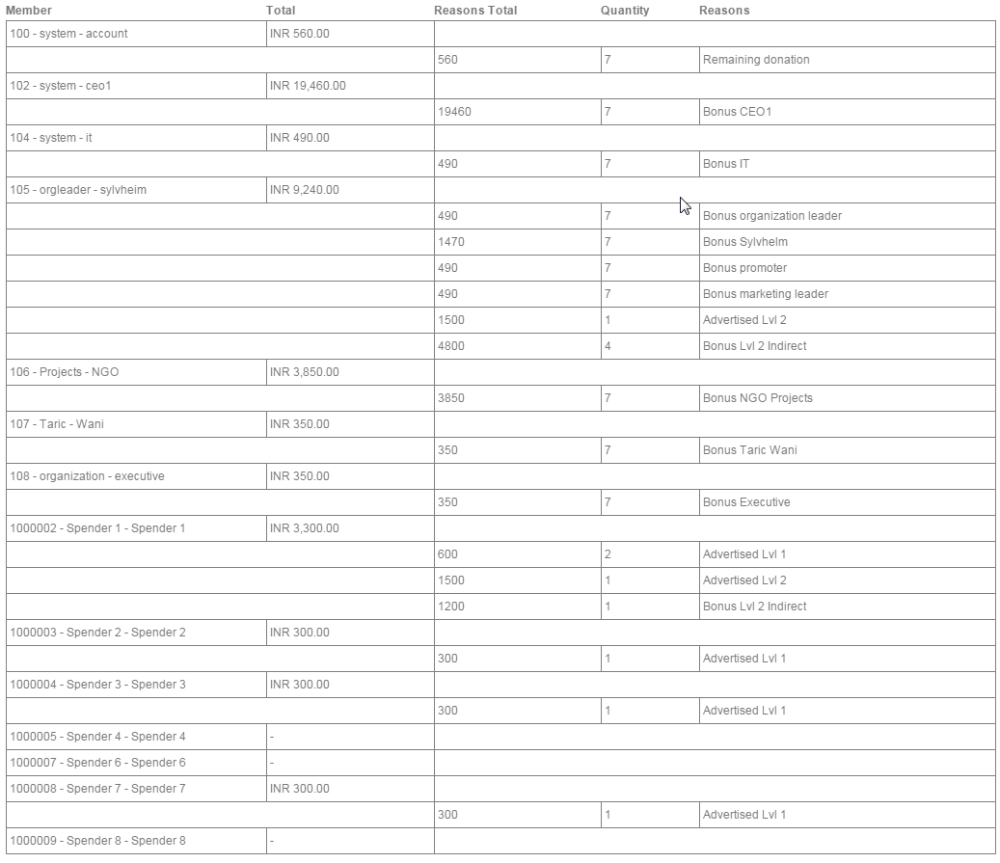 Member Total Reasons Total Quantity Reasons
100 - system - account INR 560.00
560 7 Remaining donation
102 - system - ceo1 INR 19,460.00
19460 7 Bonus CEO1
104 - system - it INR 490.00
490 7 Bonus IT
105 - orgleader - sylvheim INR 9,240.00
490 7 Bonus organization leader
1470 7 Bonus Sylvhelm
490 7 Bonus promoter
490 7 Bonus marketing leader
1500 1 Advertised Lvl 2
4800 4 Bonus Lvl 2 Indirect
106 - Projects - NGO INR 3,850.00
3850 7 Bonus NGO Projects
107 - Taric - Wani INR 350.00
350 7 Bonus Taric Wani
108 - organization - executive INR 350.00
350 7 Bonus Executive
1000002 - Spender 1 - Spender 1 INR 3,300.00
600 2 Advertised Lvl 1
1500 1 Advertised Lvl 2
1200 1 Bonus Lvl 2 Indirect
1000003 - Spender 2 - Spender 2 INR 300.00
300 1 Advertised Lvl 1
1000004 - Spender 3 - Spender 3 INR 300.00
300 1 Advertised Lvl 1
1000005 - Spender 4 - Spender 4 -
1000007 - Spender 6 - Spender 6 -
1000008 - Spender 7 - Spender 7 INR 300.00
300 1 Advertised Lvl 1
1000009 - Spender 8 - Spender 8 -